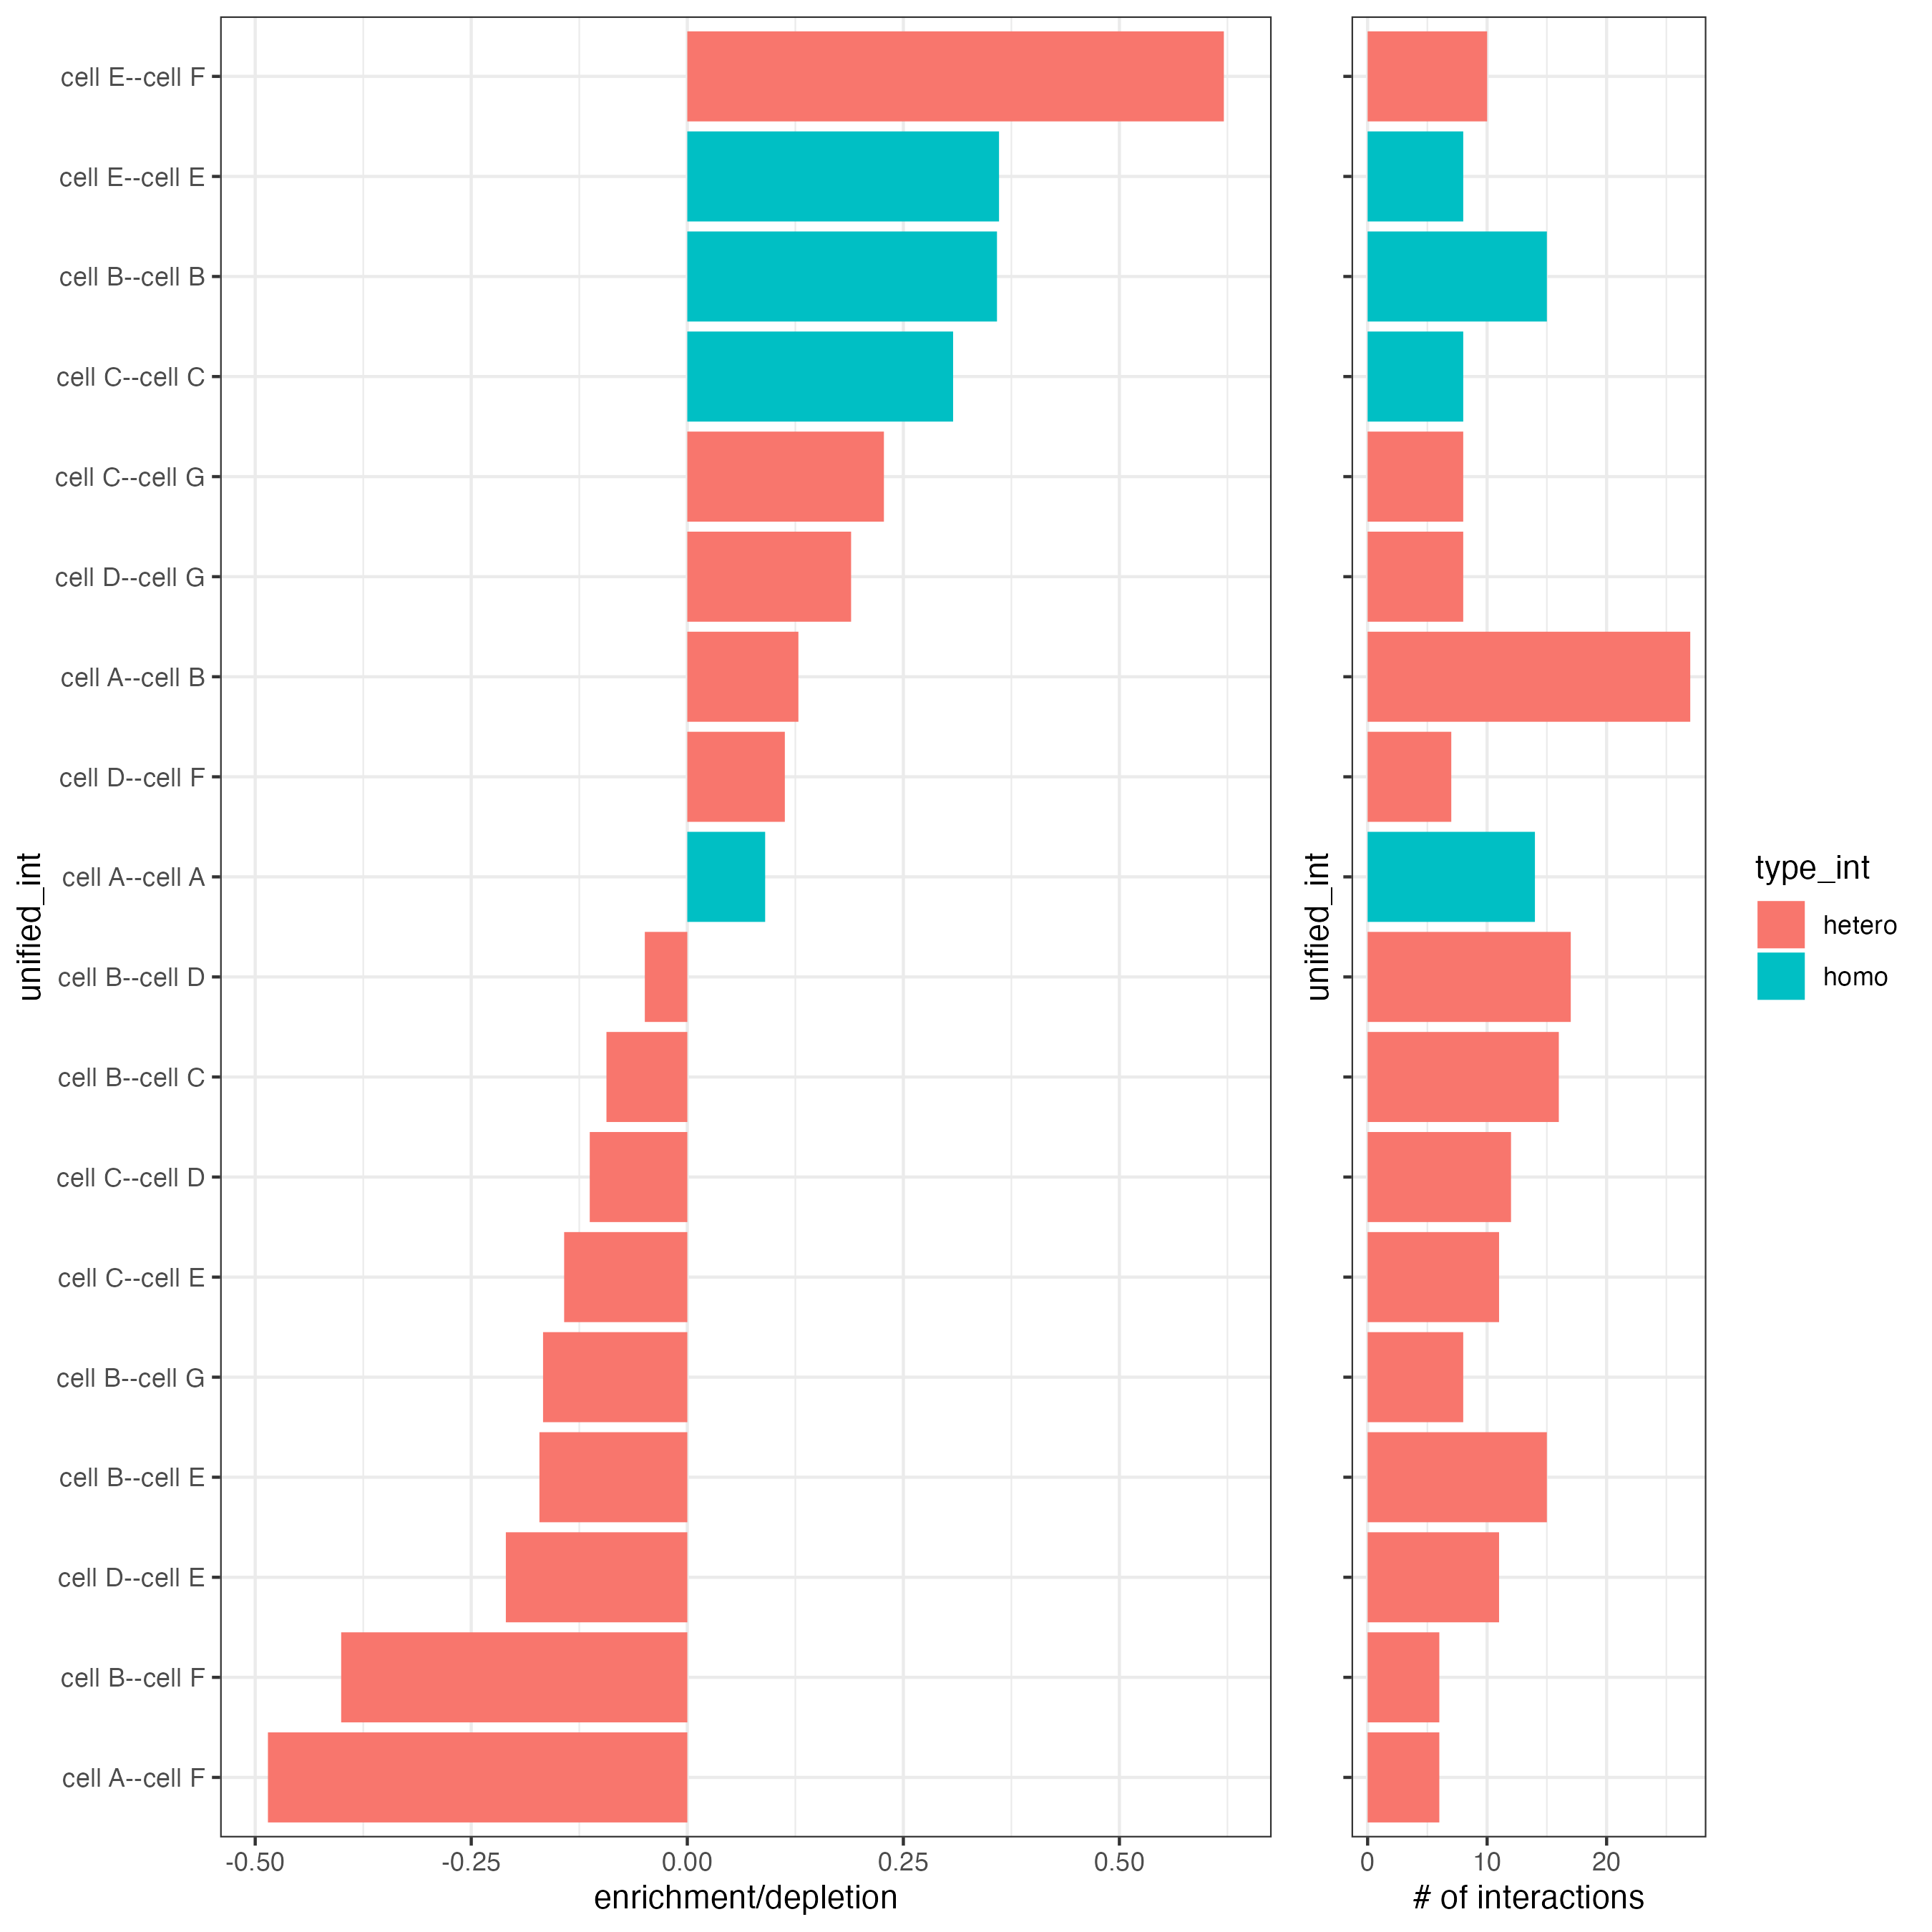 unified_int
cell E--cell F
cell E--cell E
cell B--cell B
cell C--cell C
cell C--cell G
cell D--cell G
cell A--cell B
cell D--cell F
cell A--cell A
cell B--cell D
cell B--cell C
cell C--cell D
cell C--cell E
cell B--cell G
cell B--cell E
cell D--cell E
cell B--cell F
cell A--cell F
-0.50 -0.25 0.00 0.25 0.50
enrichment/depletion
unified_int
0 10 20
# of interactions
type_int
hetero
homo